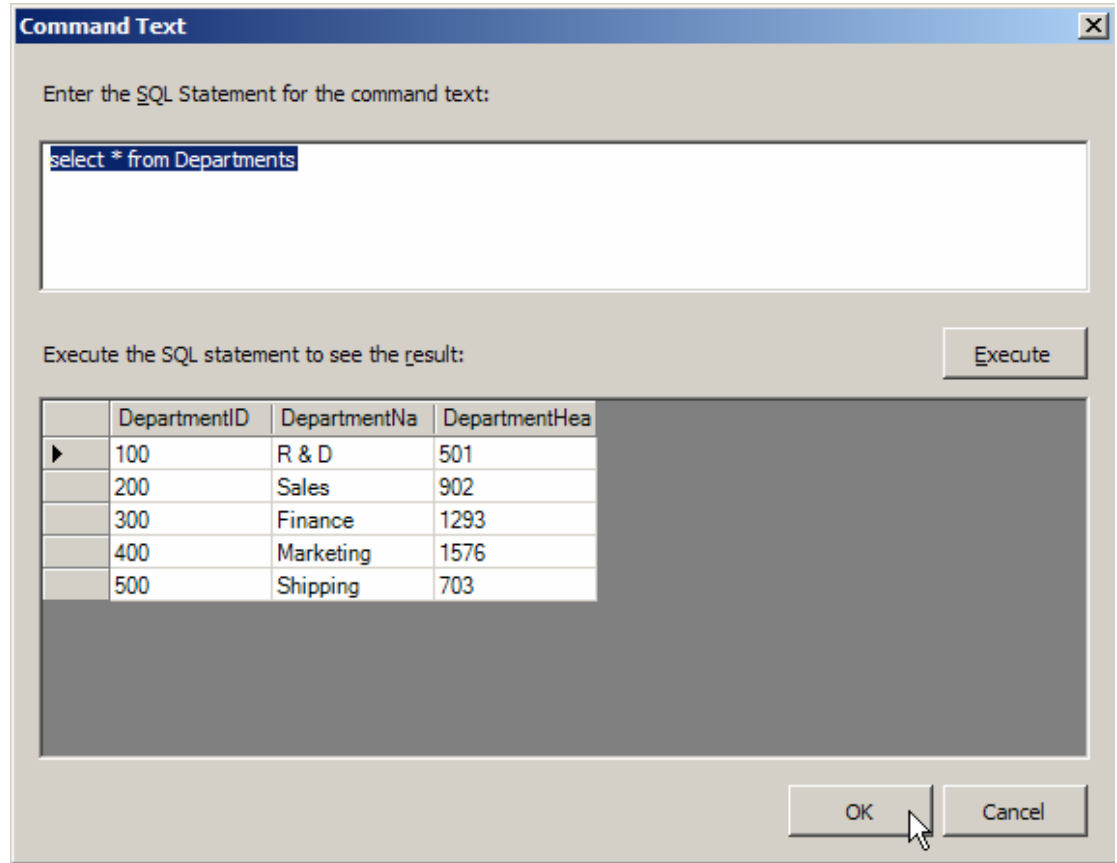 Command Text
Enter the SQL Statement for the command text:
select * from Departments
Execute the SQL statement to see the result:
Execute
DepartmentID DepartmentNa DepartmentHea
100 R & D 501
200 Sales 902
300 Finance 1293
400 Marketing 1576
500 Shipping 703
OK Cancel